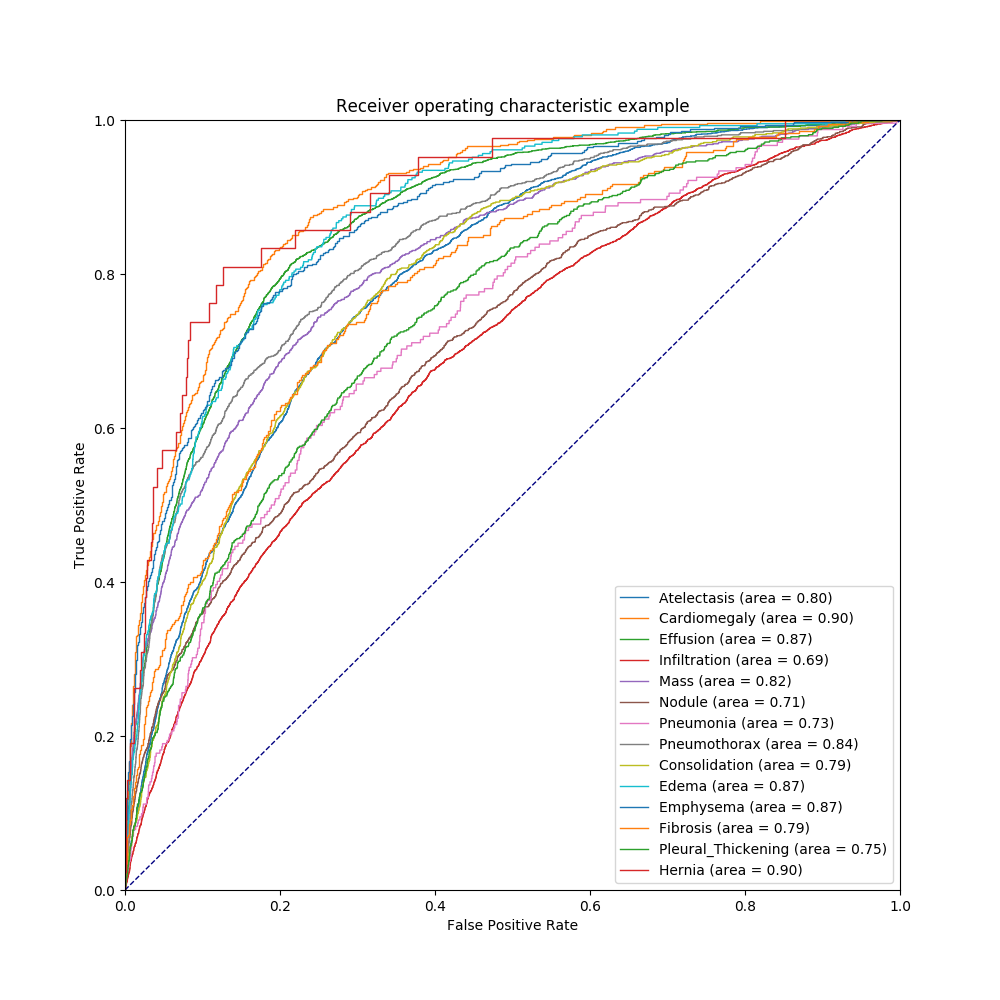 Receiver operating characteristic example
1.0
0.8
0.6
0.4
0.2
0.0
True Positive Rate
0.0 0.2 0.4 0.6 0.8 1.0
False Positive Rate
Atelectasis (area = 0.80)
Cardiomegaly (area = 0.90)
Effusion (area = 0.87)
Infiltration (area = 0.69)
Mass (area = 0.82)
Nodule (area = 0.71)
Pneumonia (area = 0.73)
Pneumothorax (area = 0.84)
Consolidation (area = 0.79)
Edema (area = 0.87)
Emphysema (area = 0.87)
Fibrosis (area = 0.79)
Pleural_Thickening (area = 0.75)
Hernia (area = 0.90)